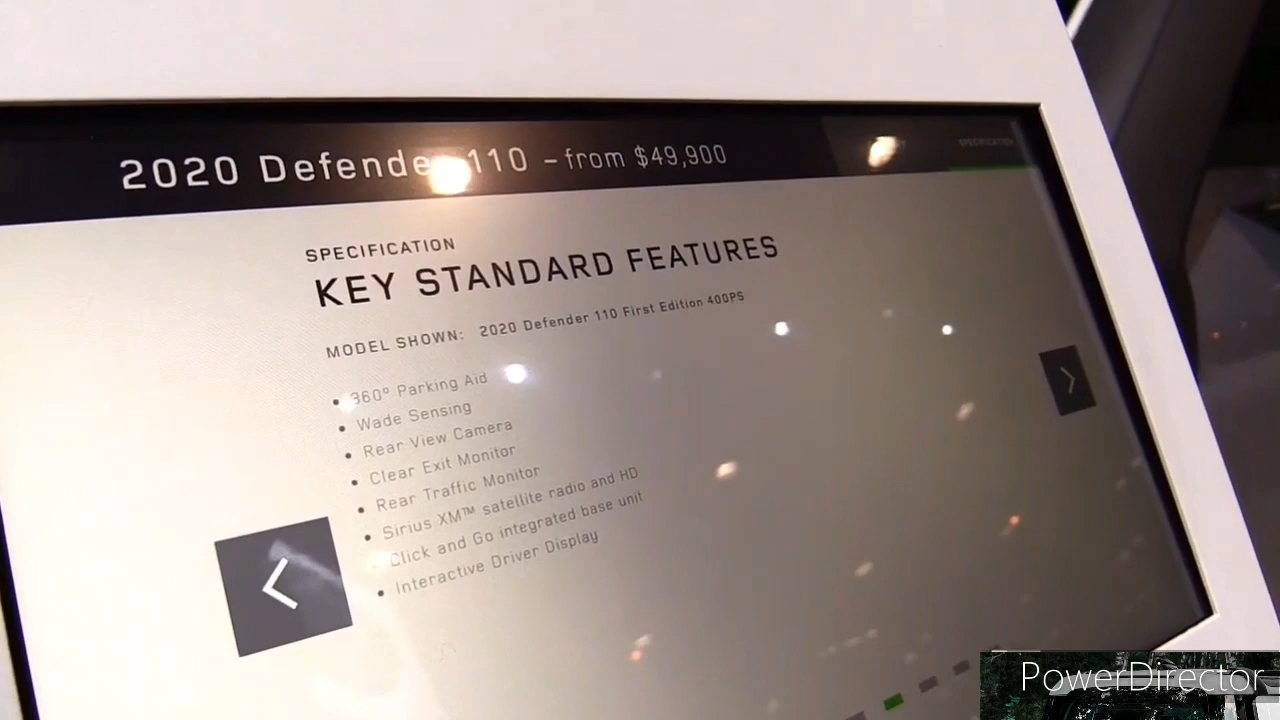 2020 Defender 110 – from $49,900
SPECIFICATION
SPECIFICATION
KEY STANDARD FEATURES
MODEL SHOWN: 2020 Defender 110 First Edition 400PS
• 360° Parking Aid
• Wade Sensing
• Rear View Camera
• Clear Exit Monitor
• Rear Traffic Monitor
• Sirius XM™ satellite radio and HD
Click and Go integrated base unit
• Interactive Driver Display
PowerDirector